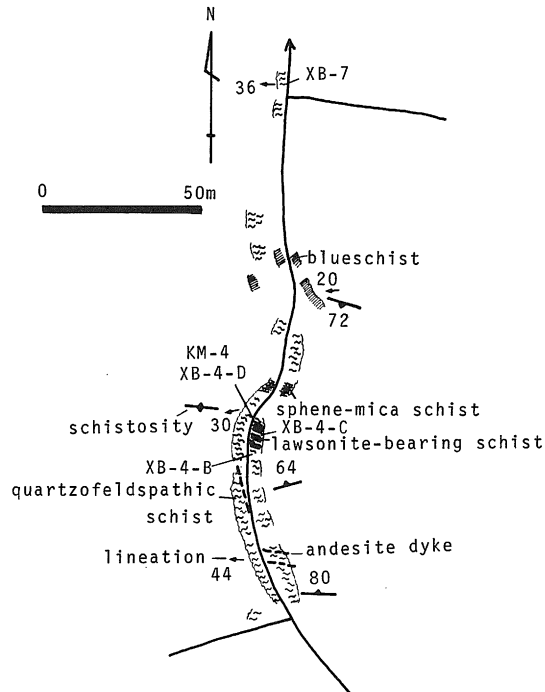 N
XB-7
36
0 50m
blueschist
20
72
KM-4
XB-4-D
sphene-mica schist
30
schistosity
XB-4-C
lawsonite-bearing schist
XB-4-B
64
quartzofeldspathic
schist
andesite dyke
lineation
44
80